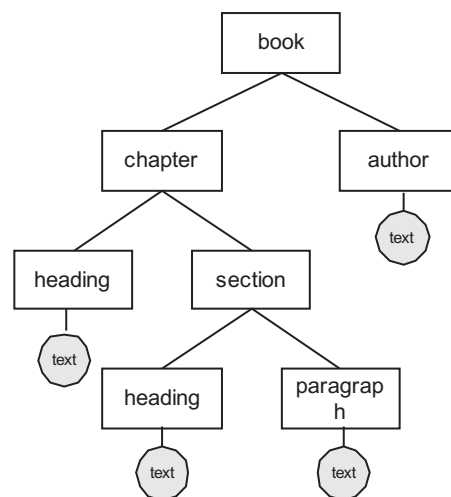 book
chapter
author
text
heading
section
text
heading
paragrap
h
text
text